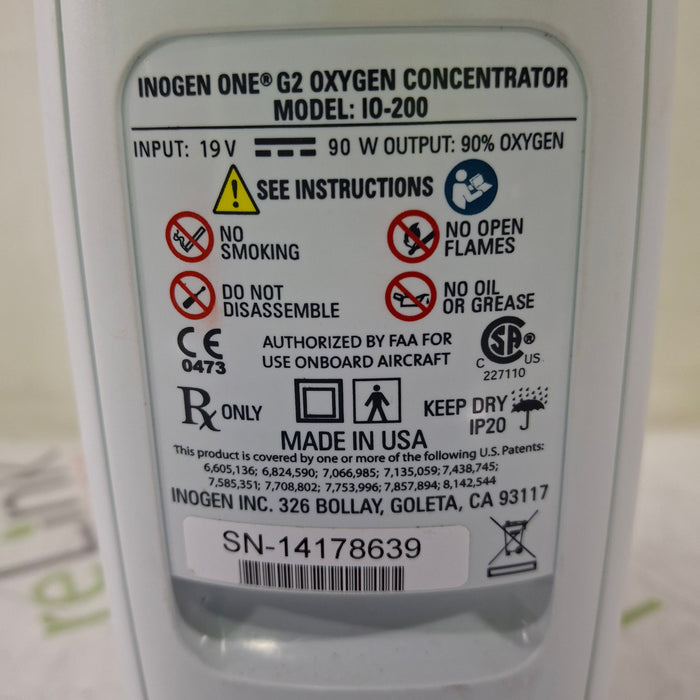 INOGEN ONE® G2 OXYGEN CONCENTRATOR
MODEL: IO-200
INPUT: 19 V 90 W OUTPUT: 90% OXYGEN
SEE INSTRUCTIONS
NO SMOKING
NO OPEN FLAMES
DO NOT DISASSEMBLE
NO OIL OR GREASE
CE 0473
AUTHORIZED BY FAA FOR
USE ONBOARD AIRCRAFT
CSA® C US
227110
Rx ONLY
KEEP DRY
IP20
MADE IN USA
This product is covered by one or more of the following U.S. Patents:
6,605,136; 6,824,590; 7,066,985; 7,135,059; 7,438,745;
7,585,351; 7,708,802; 7,753,996; 7,857,894; 8,142,544
INOGEN INC. 326 BOLLAY, GOLETA, CA 93117
SN-14178639